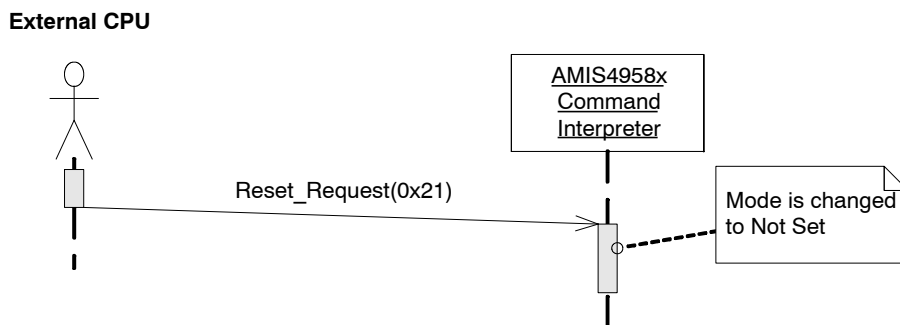 External CPU
AMIS4958x
Command
Interpreter
Reset_Request(0x21)
Mode is changed
to Not Set